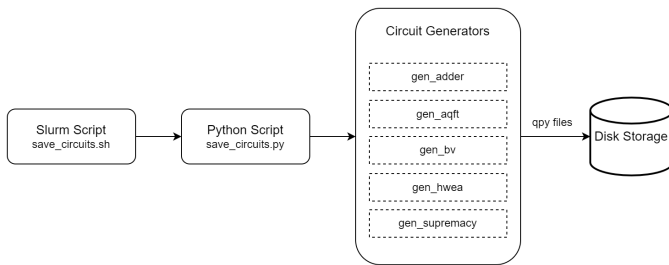 Slurm Script
save_circuits.sh
Python Script
save_circuits.py
Circuit Generators
gen_adder
gen_aqft
gen_bv
gen_hwea
gen_supremacy
qpy files
Disk Storage